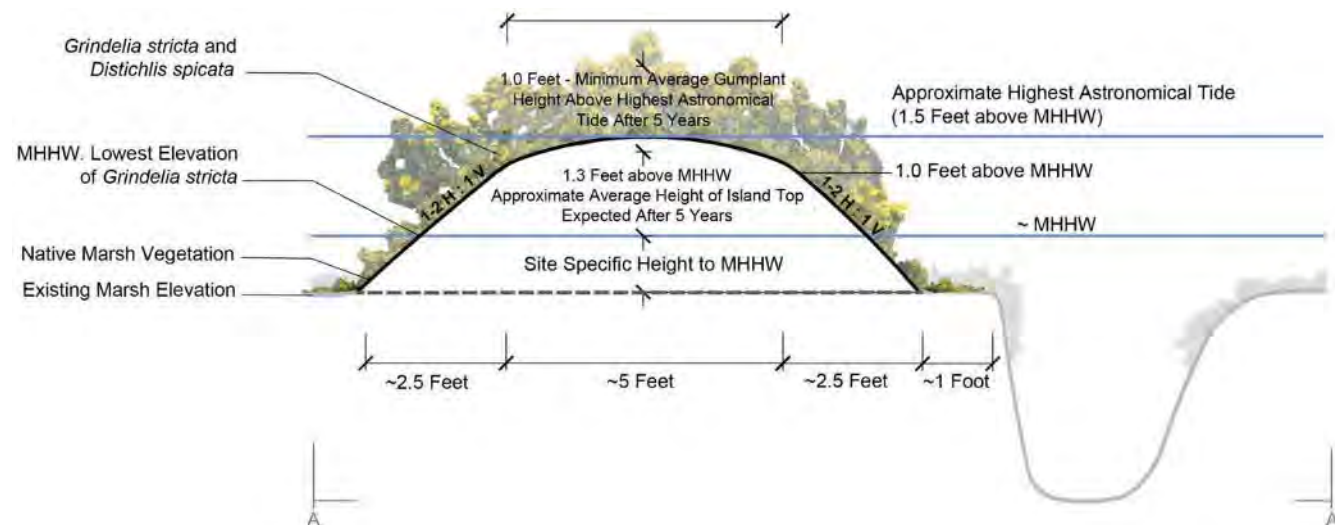 Grindelia stricta and
Distichlis spicata
MHHW. Lowest Elevation
of Grindelia stricta
Native Marsh Vegetation
Existing Marsh Elevation
1.0 Feet - Minimum Average Gumplant
Height Above Highest Astronomical
Tide After 5 Years
1-2 H : 1 V
1.3 Feet above MHHW
Approximate Average Height of Island Top
Expected After 5 Years
1-2 H : 1 V
Site Specific Height to MHHW
Approximate Highest Astronomical Tide
(1.5 Feet above MHHW)
1.0 Feet above MHHW
~ MHHW
~2.5 Feet
~5 Feet
~2.5 Feet
~1 Foot
A
A